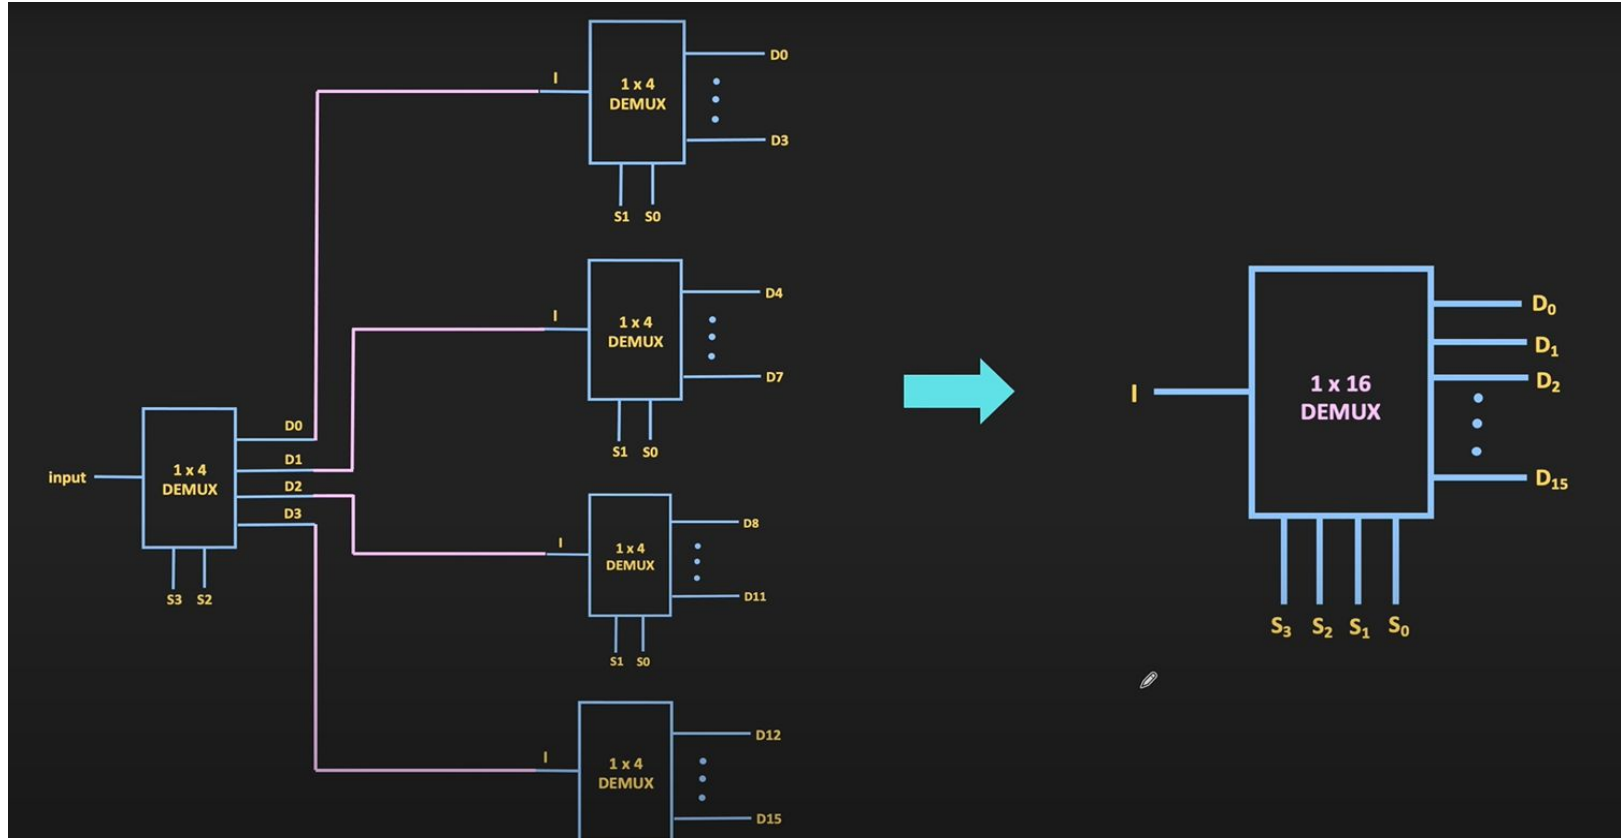 input
1 x 4
DEMUX
S3 S2
D0
D1
D2
D3
I
1 x 4
DEMUX
D0
D3
S1 S0
I
1 x 4
DEMUX
D4
D7
S1 S0
I
1 x 4
DEMUX
D8
D11
S1 S0
I
1 x 4
DEMUX
D12
D15
I
1 x 16
DEMUX
D₀
D₁
D₂
D₁₅
S₃ S₂ S₁ S₀